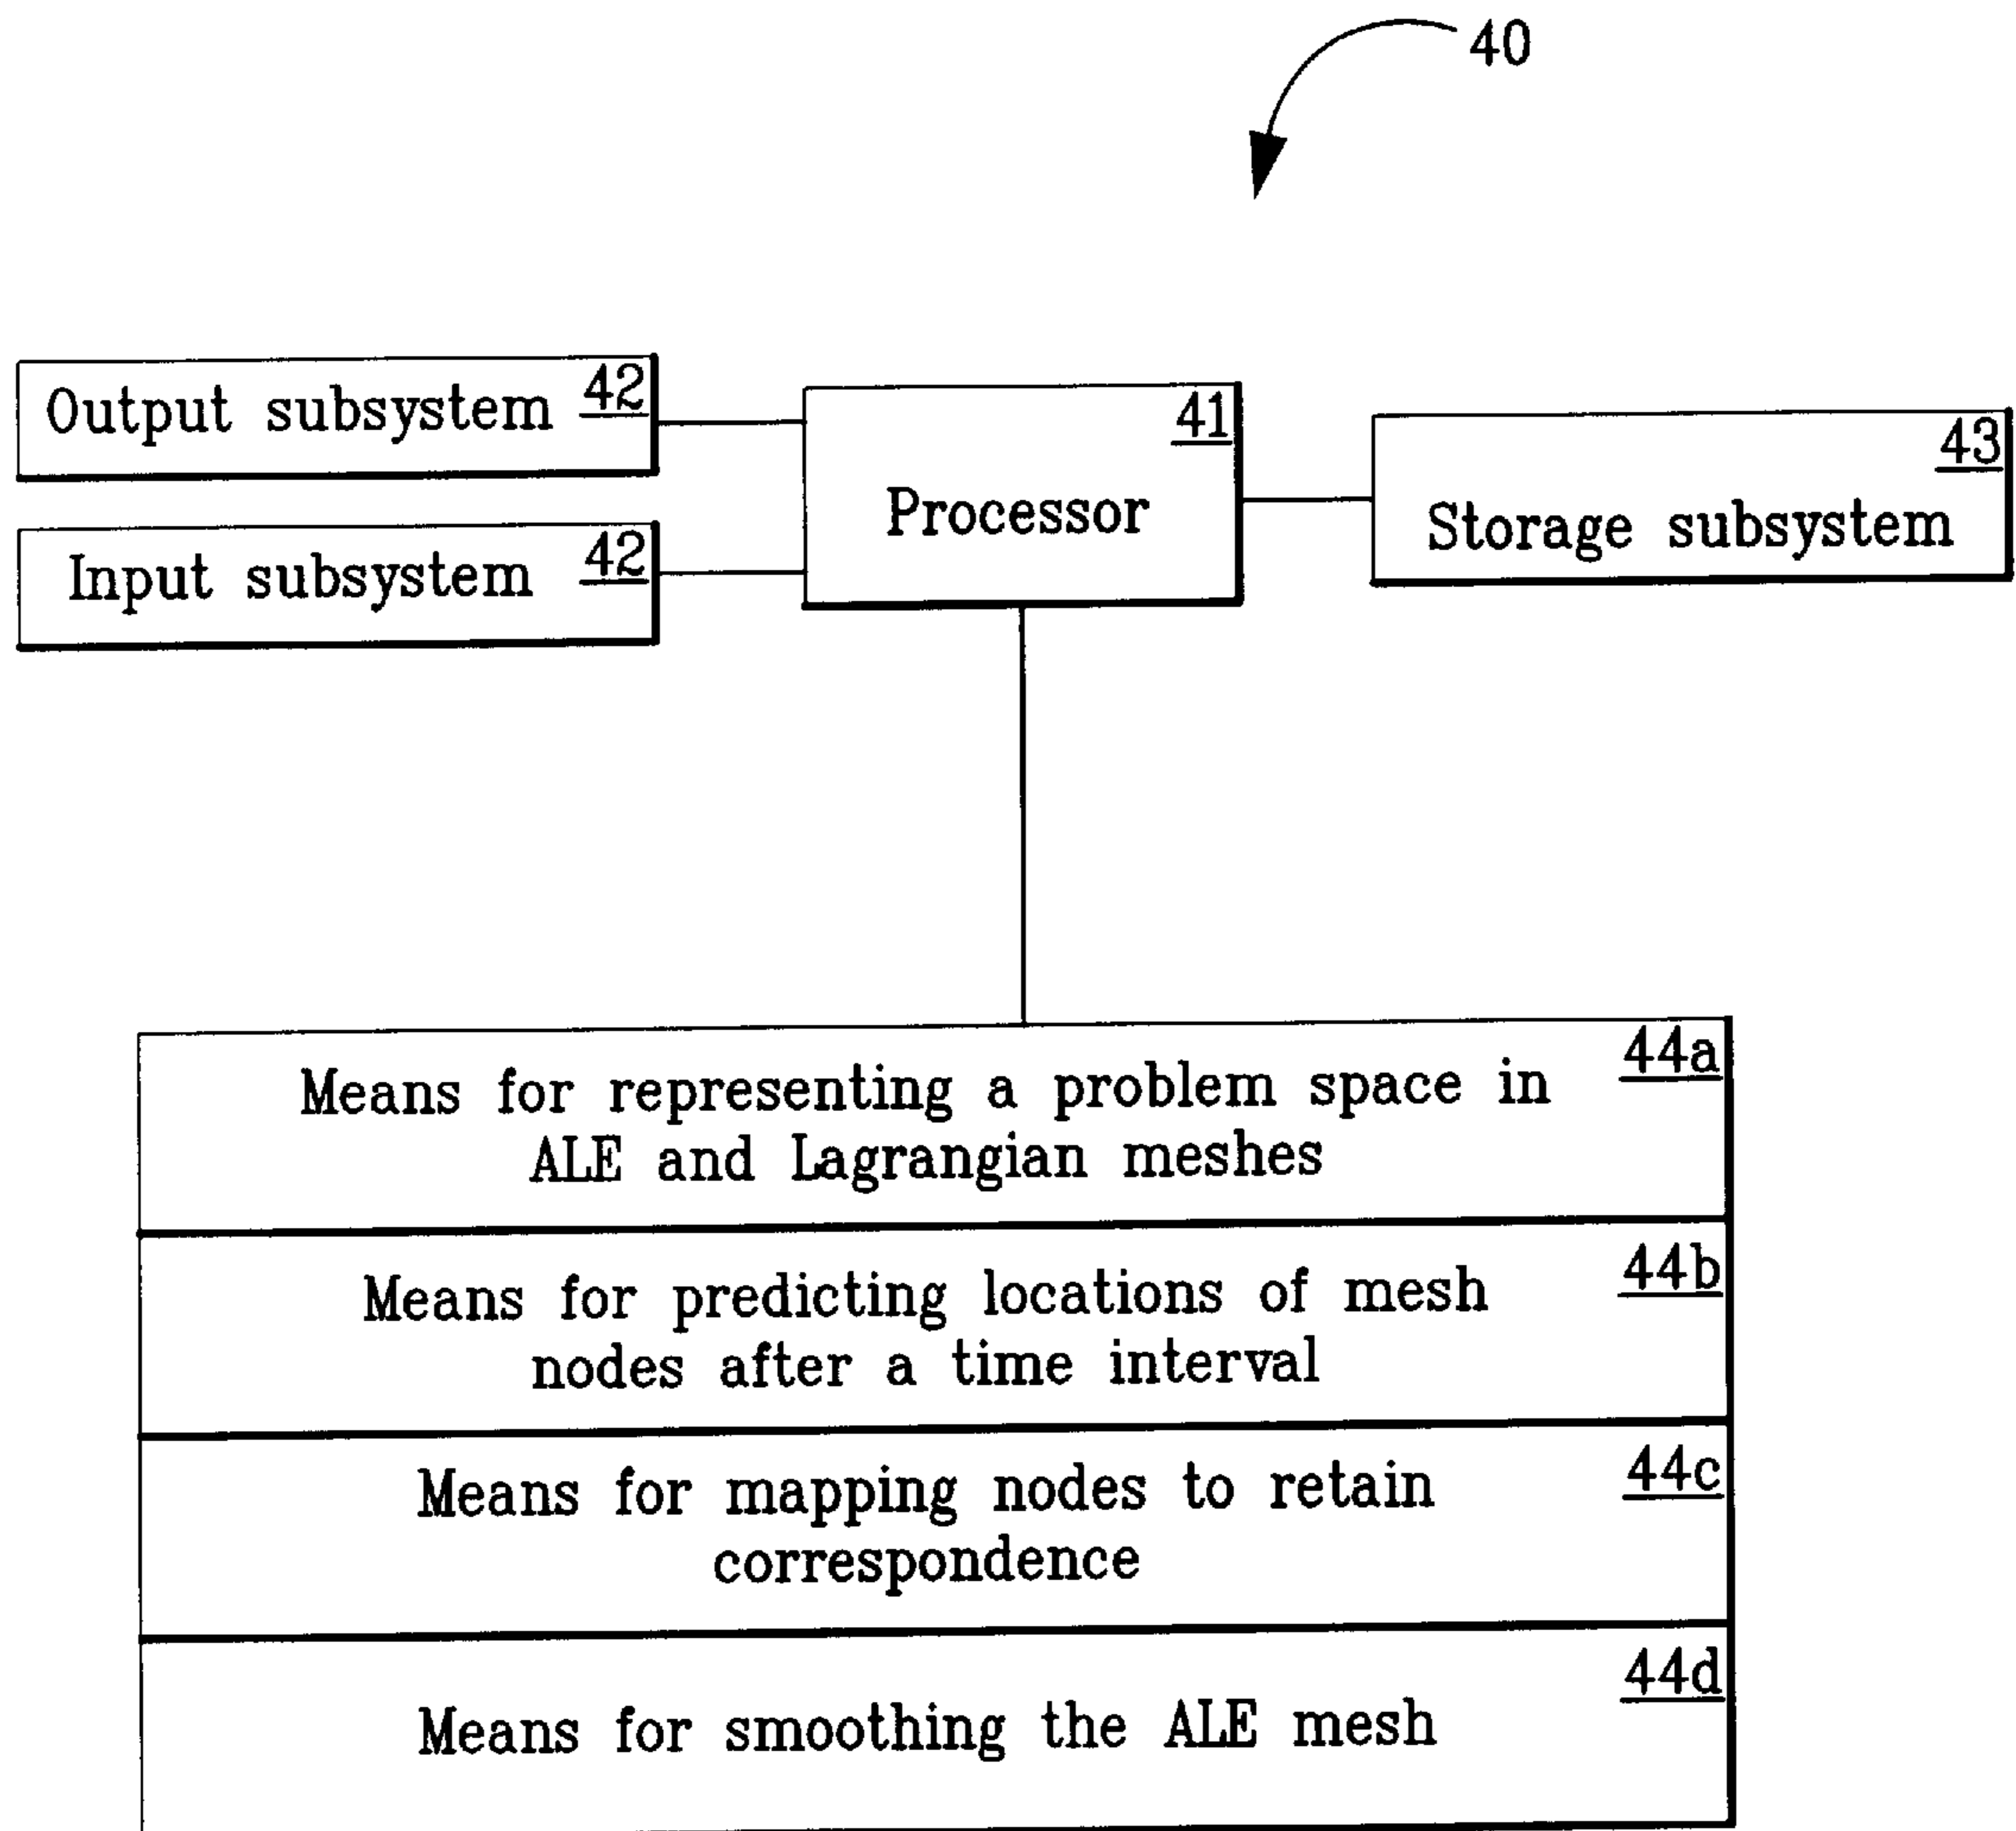 40
Output subsystem 42
Input subsystem 42
41
Processor
43
Storage subsystem
44a
Means for representing a problem space in
ALE and Lagrangian meshes
44b
Means for predicting locations of mesh
nodes after a time interval
44c
Means for mapping nodes to retain
correspondence
44d
Means for smoothing the ALE mesh